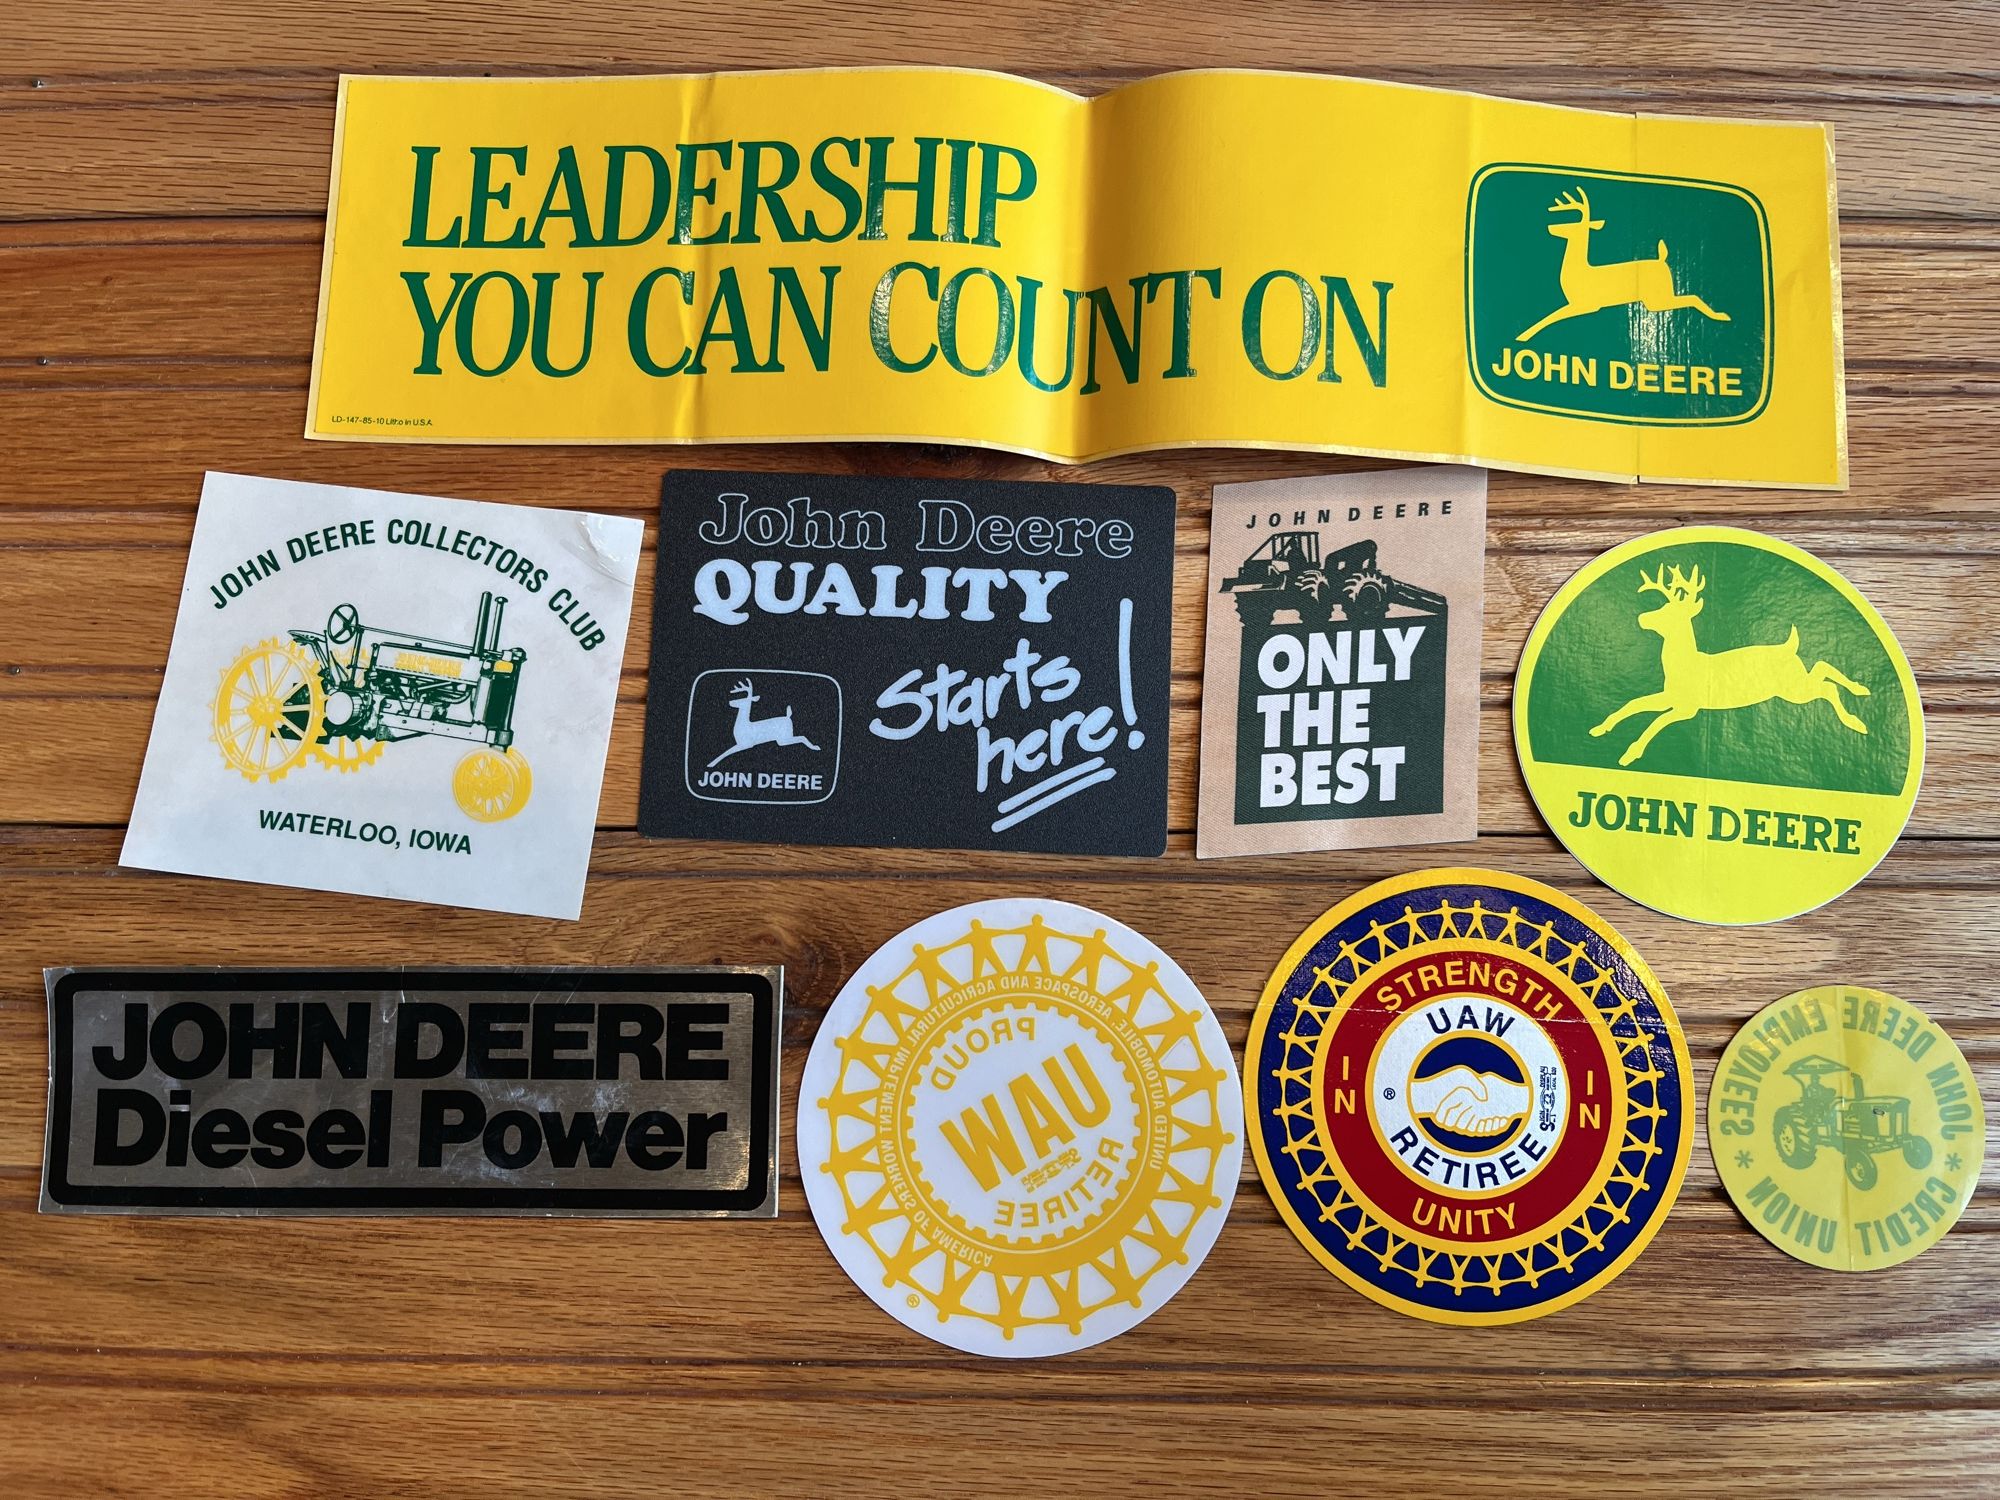 LEADERSHIP
YOU CAN COUNT ON
JOHN DEERE
LD-147-85-10 Litho in U.S.A.
JOHN DEERE COLLECTORS CLUB
WATERLOO, IOWA
John Deere
QUALITY
Starts
here!
JOHN DEERE
JOHN DEERE
ONLY
THE
BEST
JOHN DEERE
JOHN DEERE
Diesel Power
UNITED AUTOMOBILE · AEROSPACE AND AGRICULTURAL IMPLEMENT WORKERS OF AMERICA
PROUD
UAW
RETIREE
®
STRENGTH
IN
IN
UNITY
UAW
RETIREE
®
DEERE EMPLOYEES
* CREDIT UNION *
JOHN